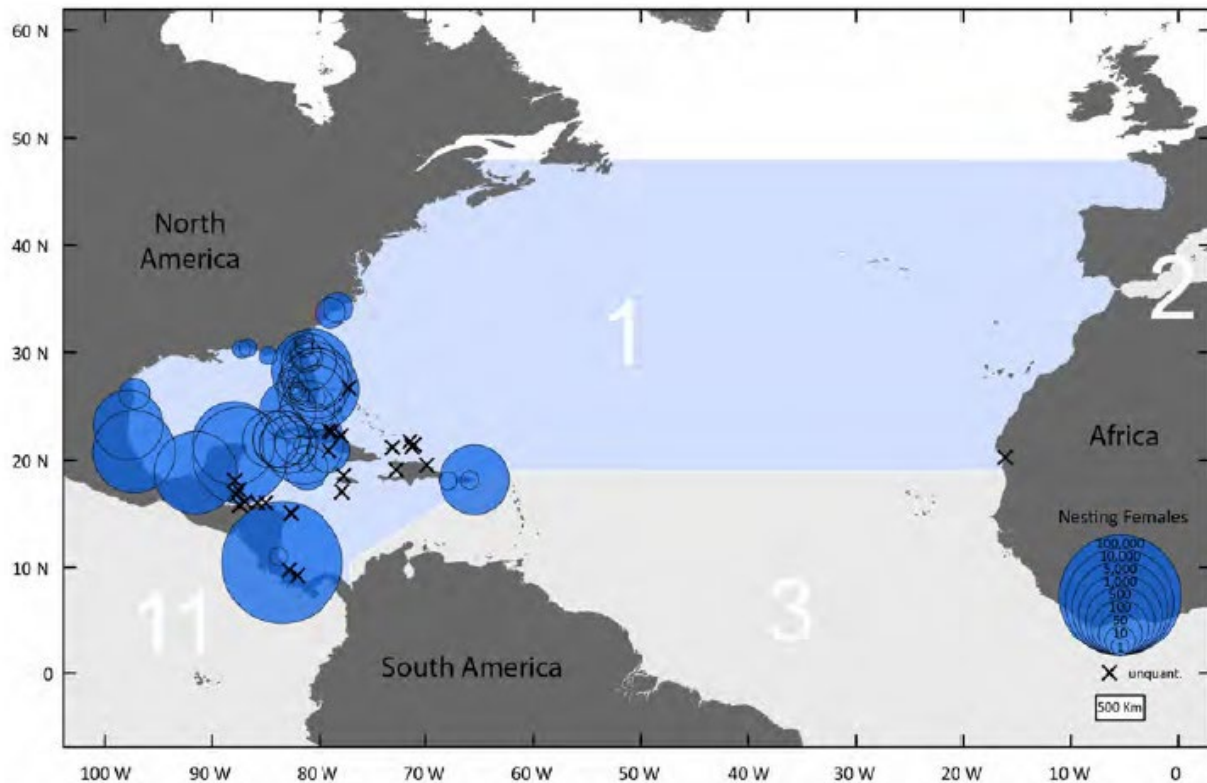 60 N
50 N
40 N
30 N
20 N
10 N
0
North
America
1
2
Africa
Nesting Females
100,000
10,000
5,000
1,000
500
100
50
10
1
unquant.
500 Km
11
3
South America
100 W
90 W
80 W
70 W
60 W
50 W
40 W
30 W
20 W
10 W
0